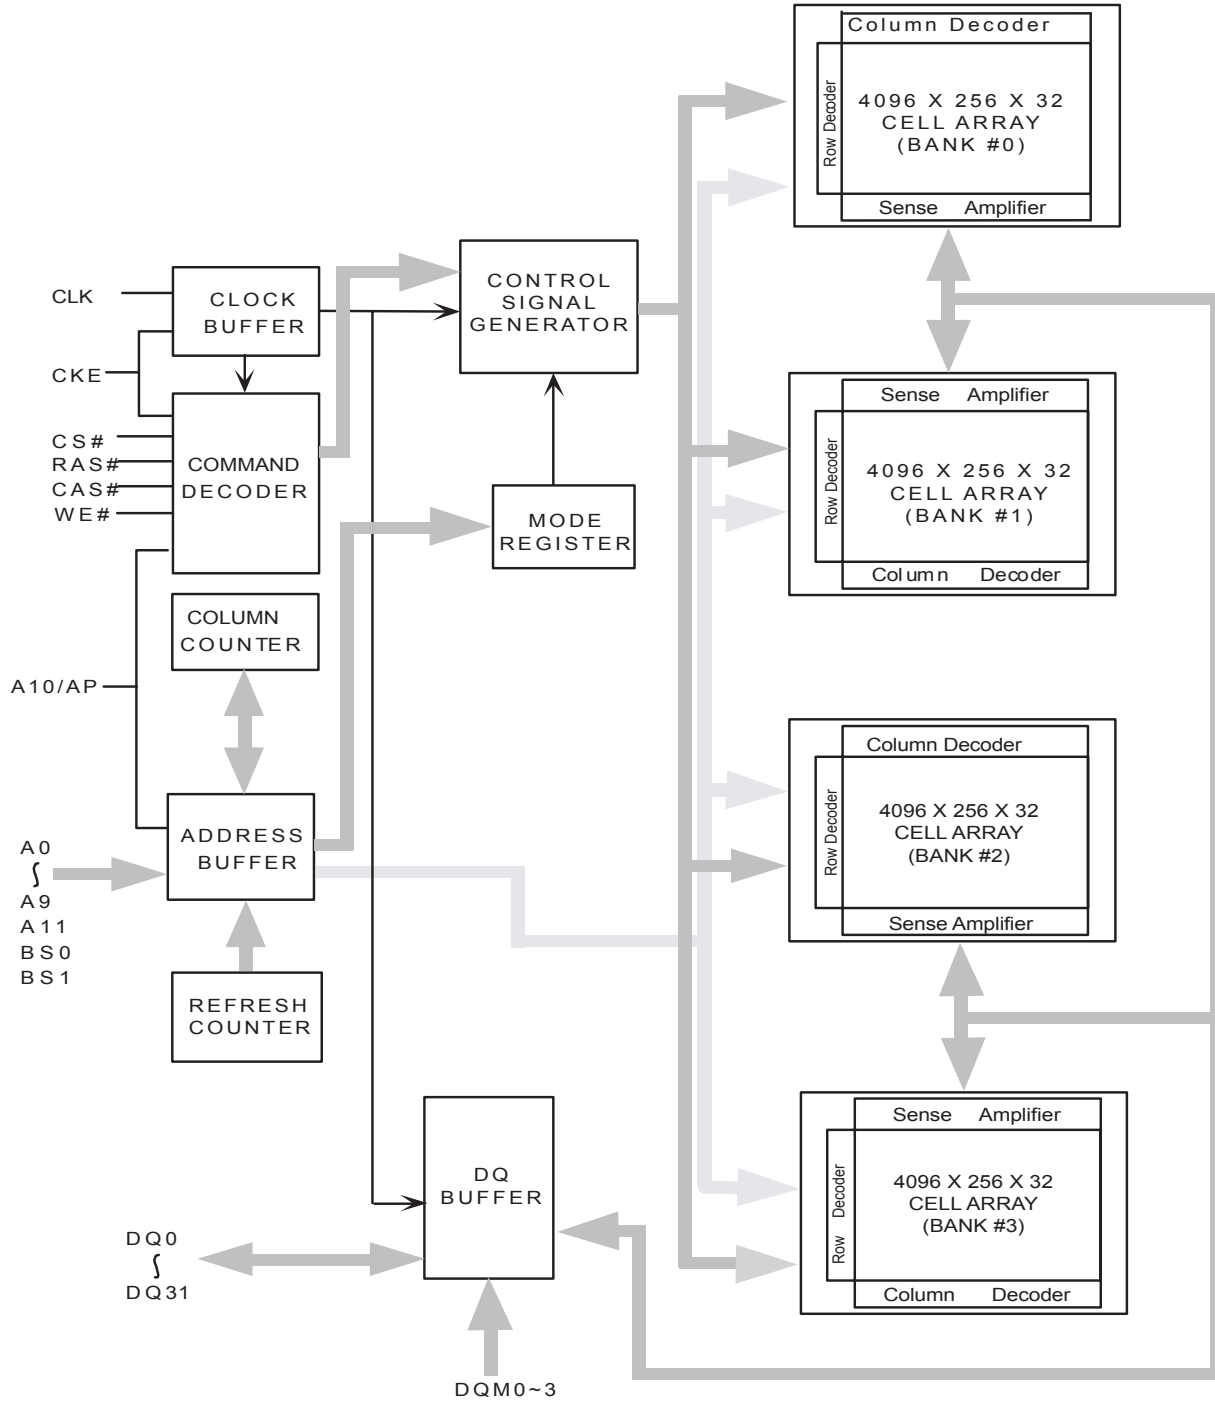 Column Decoder
Row Decoder
4096 X 256 X 32
CELL ARRAY
(BANK #0)
Sense Amplifier
CLK
CLOCK
BUFFER
CONTROL
SIGNAL
GENERATOR
CKE
CS#
RAS#
CAS#
WE#
COMMAND
DECODER
MODE
REGISTER
Sense Amplifier
Row Decoder
4096 X 256 X 32
CELL ARRAY
(BANK #1)
Column Decoder
COLUMN
COUNTER
A10/AP
Column Decoder
Row Decoder
4096 X 256 X 32
CELL ARRAY
(BANK #2)
Sense Amplifier
A0
A9
A11
BS0
BS1
ADDRESS
BUFFER
REFRESH
COUNTER
DQ
BUFFER
DQ0
DQ31
DQM0~3
Sense Amplifier
Row Decoder
4096 X 256 X 32
CELL ARRAY
(BANK #3)
Column Decoder